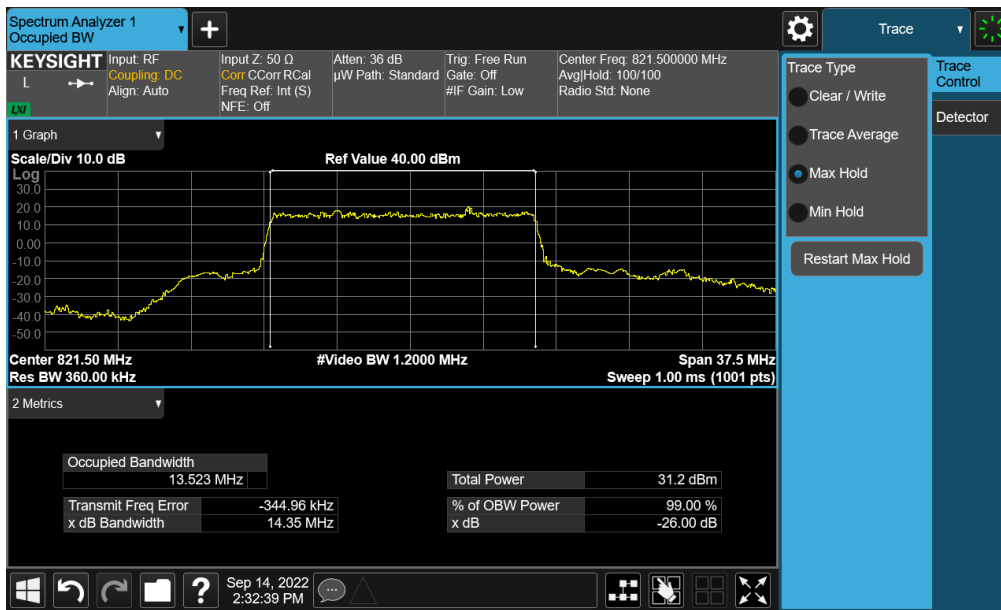 Spectrum Analyzer 1
Occupied BW
Trace
KEYSIGHT
L
LXI
Input: RF
Coupling: DC
Align: Auto
Input Z: 50 Ω
Corr CCorr RCal
Freq Ref: Int (S)
NFE: Off
Atten: 36 dB
µW Path: Standard
Trig: Free Run
Gate: Off
#IF Gain: Low
Center Freq: 821.500000 MHz
Avg|Hold: 100/100
Radio Std: None
Trace Type
Clear / Write
Trace Average
Max Hold
Min Hold
Restart Max Hold
Trace
Control
Detector
1 Graph
Scale/Div 10.0 dB
Ref Value 40.00 dBm
Log
30.0
20.0
10.0
0.00
-10.0
-20.0
-30.0
-40.0
-50.0
Center 821.50 MHz
#Video BW 1.2000 MHz
Span 37.5 MHz
Res BW 360.00 kHz
Sweep 1.00 ms (1001 pts)
2 Metrics
Occupied Bandwidth
13.523 MHz
Total Power 31.2 dBm
Transmit Freq Error -344.96 kHz
% of OBW Power 99.00 %
x dB Bandwidth 14.35 MHz
x dB -26.00 dB
?
Sep 14, 2022
2:32:39 PM